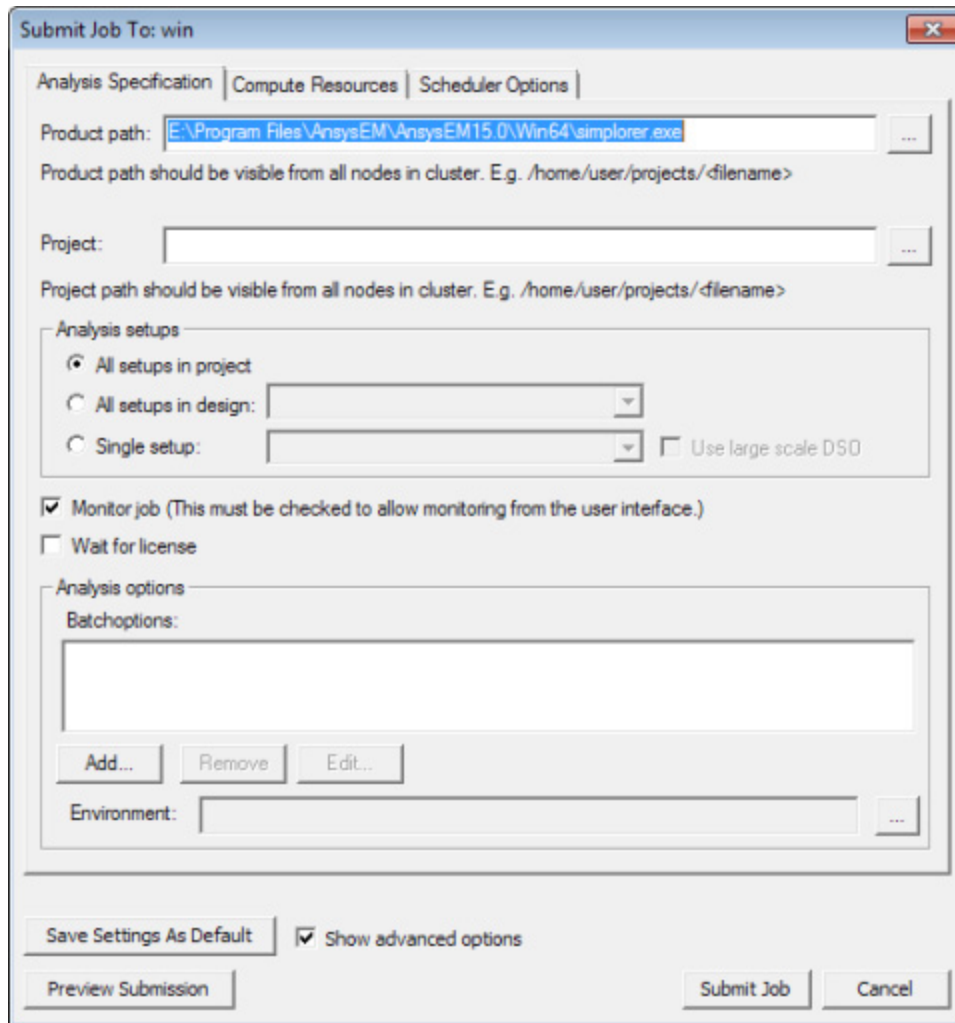 Submit Job To: win
Analysis Specification Compute Resources Scheduler Options
Product path: E:\Program Files\AnsysEM\AnsysEM15.0\Win64\simplorer.exe ...
Product path should be visible from all nodes in cluster. E.g. /home/user/projects/<filename>
Project: ...
Project path should be visible from all nodes in cluster. E.g. /home/user/projects/<filename>
Analysis setups
All setups in project
All setups in design:
Single setup: Use large scale DSO
Monitor job (This must be checked to allow monitoring from the user interface.)
Wait for license
Analysis options
Batchoptions:
Add... Remove Edit...
Environment: ...
Save Settings As Default Show advanced options
Preview Submission Submit Job Cancel